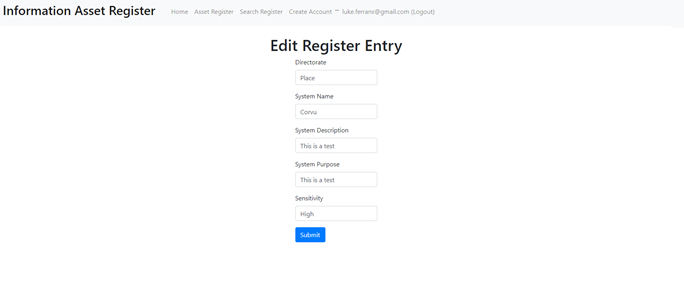 Information Asset Register Home Asset Register Search Register Create Account luke.ferrans@gmail.com (Logout)
Edit Register Entry
Directorate
Place
System Name
Corvu
System Description
This is a test
System Purpose
This is a test
Sensitivity
High
Submit